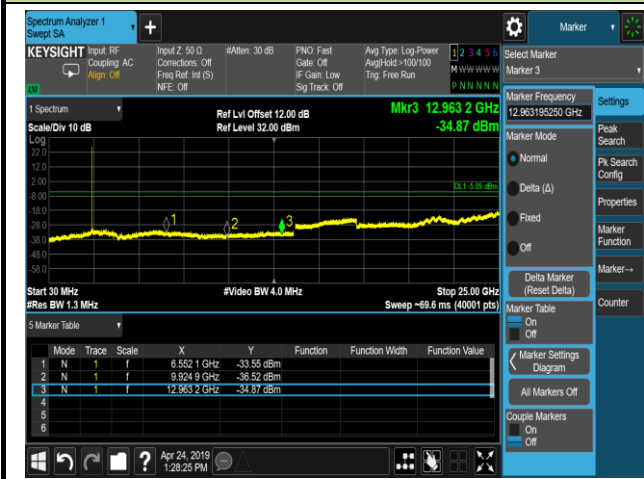 Spectrum Analyzer 1
Swept SA
Marker
KEYSIGHT
Input: RF
Coupling: AC
Align: Off
Input Z: 50 Ω
Corrections: Off
Freq Ref: Int (S)
NFE: Off
#Atten: 30 dB
PNO: Fast
Gate: Off
IF Gain: Low
Sig Track: Off
Avg Type: Log-Power
Avg|Hold:>100/100
Trig: Free Run
1 2 3 4 5 6
M W W W W W
P N N N N N
Select Marker
Marker 3
1 Spectrum
Scale/Div 10 dB
Ref Lvl Offset 12.00 dB
Ref Level 32.00 dBm
Mkr3 12.963 2 GHz
-34.87 dBm
Log
22.0
12.0
2.00
-8.00
-18.0
-28.0
-38.0
-48.0
-58.0
DL1 -5.09 dBm
1
2
3
Start 30 MHz
#Res BW 1.3 MHz
#Video BW 4.0 MHz
Stop 25.00 GHz
Sweep ~69.6 ms (40001 pts)
5 Marker Table
Mode Trace Scale X Y Function Function Width Function Value
1 N 1 f 6.552 1 GHz -33.55 dBm
2 N 1 f 9.924 9 GHz -36.52 dBm
3 N 1 f 12.963 2 GHz -34.87 dBm
4
5
6
Marker Frequency
12.963195250 GHz
Marker Mode
Normal
Delta (Δ)
Fixed
Off
Delta Marker
(Reset Delta)
Marker Table
On
Off
Marker Settings
Diagram
All Markers Off
Couple Markers
On
Off
Settings
Peak
Search
Pk Search
Config
Properties
Marker
Function
Marker→
Counter
?
Apr 24, 2019
1:28:25 PM